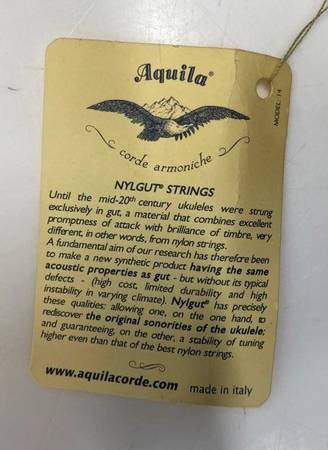 Aquila®
MODEL: 14
corde armoniche
NYLGUT® STRINGS
Until the mid-20th century ukuleles were strung
exclusively in gut, a material that combines excellent
promptness of attack with brilliance of timbre, very
different, in other words, from nylon strings.
A fundamental aim of our research has therefore been
to make a new synthetic product having the same
acoustic properties as gut - but without its typical
defects - (high cost, limited durability and high
instability in varying climate). Nylgut® has precisely
these qualities: allowing one, on the one hand, to
rediscover the original sonorities of the ukulele;
and guaranteeing, on the other, a stability of tuning
higher even than that of the best nylon strings.
www.aquilacorde.com made in italy